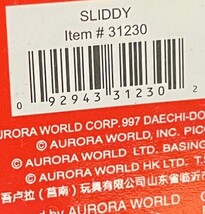 SLIDDY
Item # 31230
0 92943 31230 2
AURORA WORLD CORP. 997 DAECHI-DO
© AURORA WORLD, INC. PICO
© AURORA WORLD LTD. BASING
© AURORA WORLD HK LTD. T.S
吾卢拉（莒南）玩具有限公司山东省临沂
by AURORA WORLD